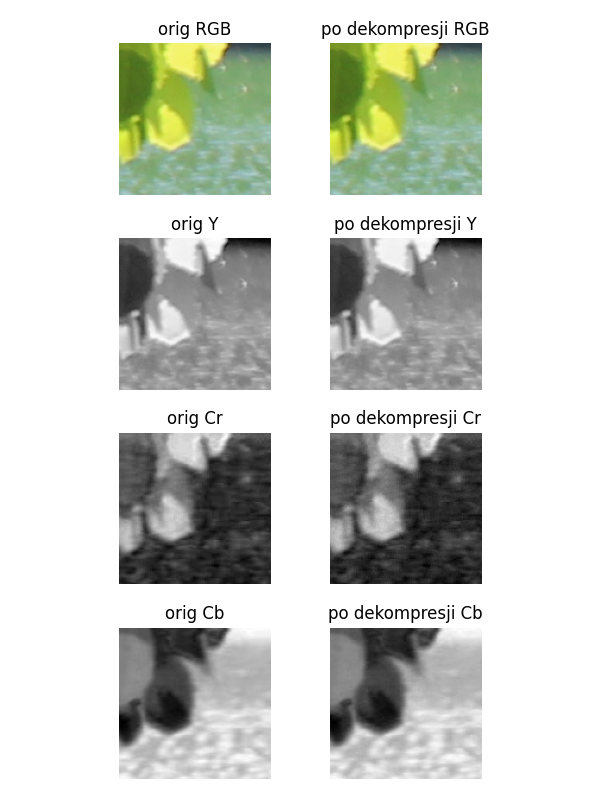 orig RGB
po dekompresji RGB
orig Y
po dekompresji Y
orig Cr
po dekompresji Cr
orig Cb
po dekompresji Cb